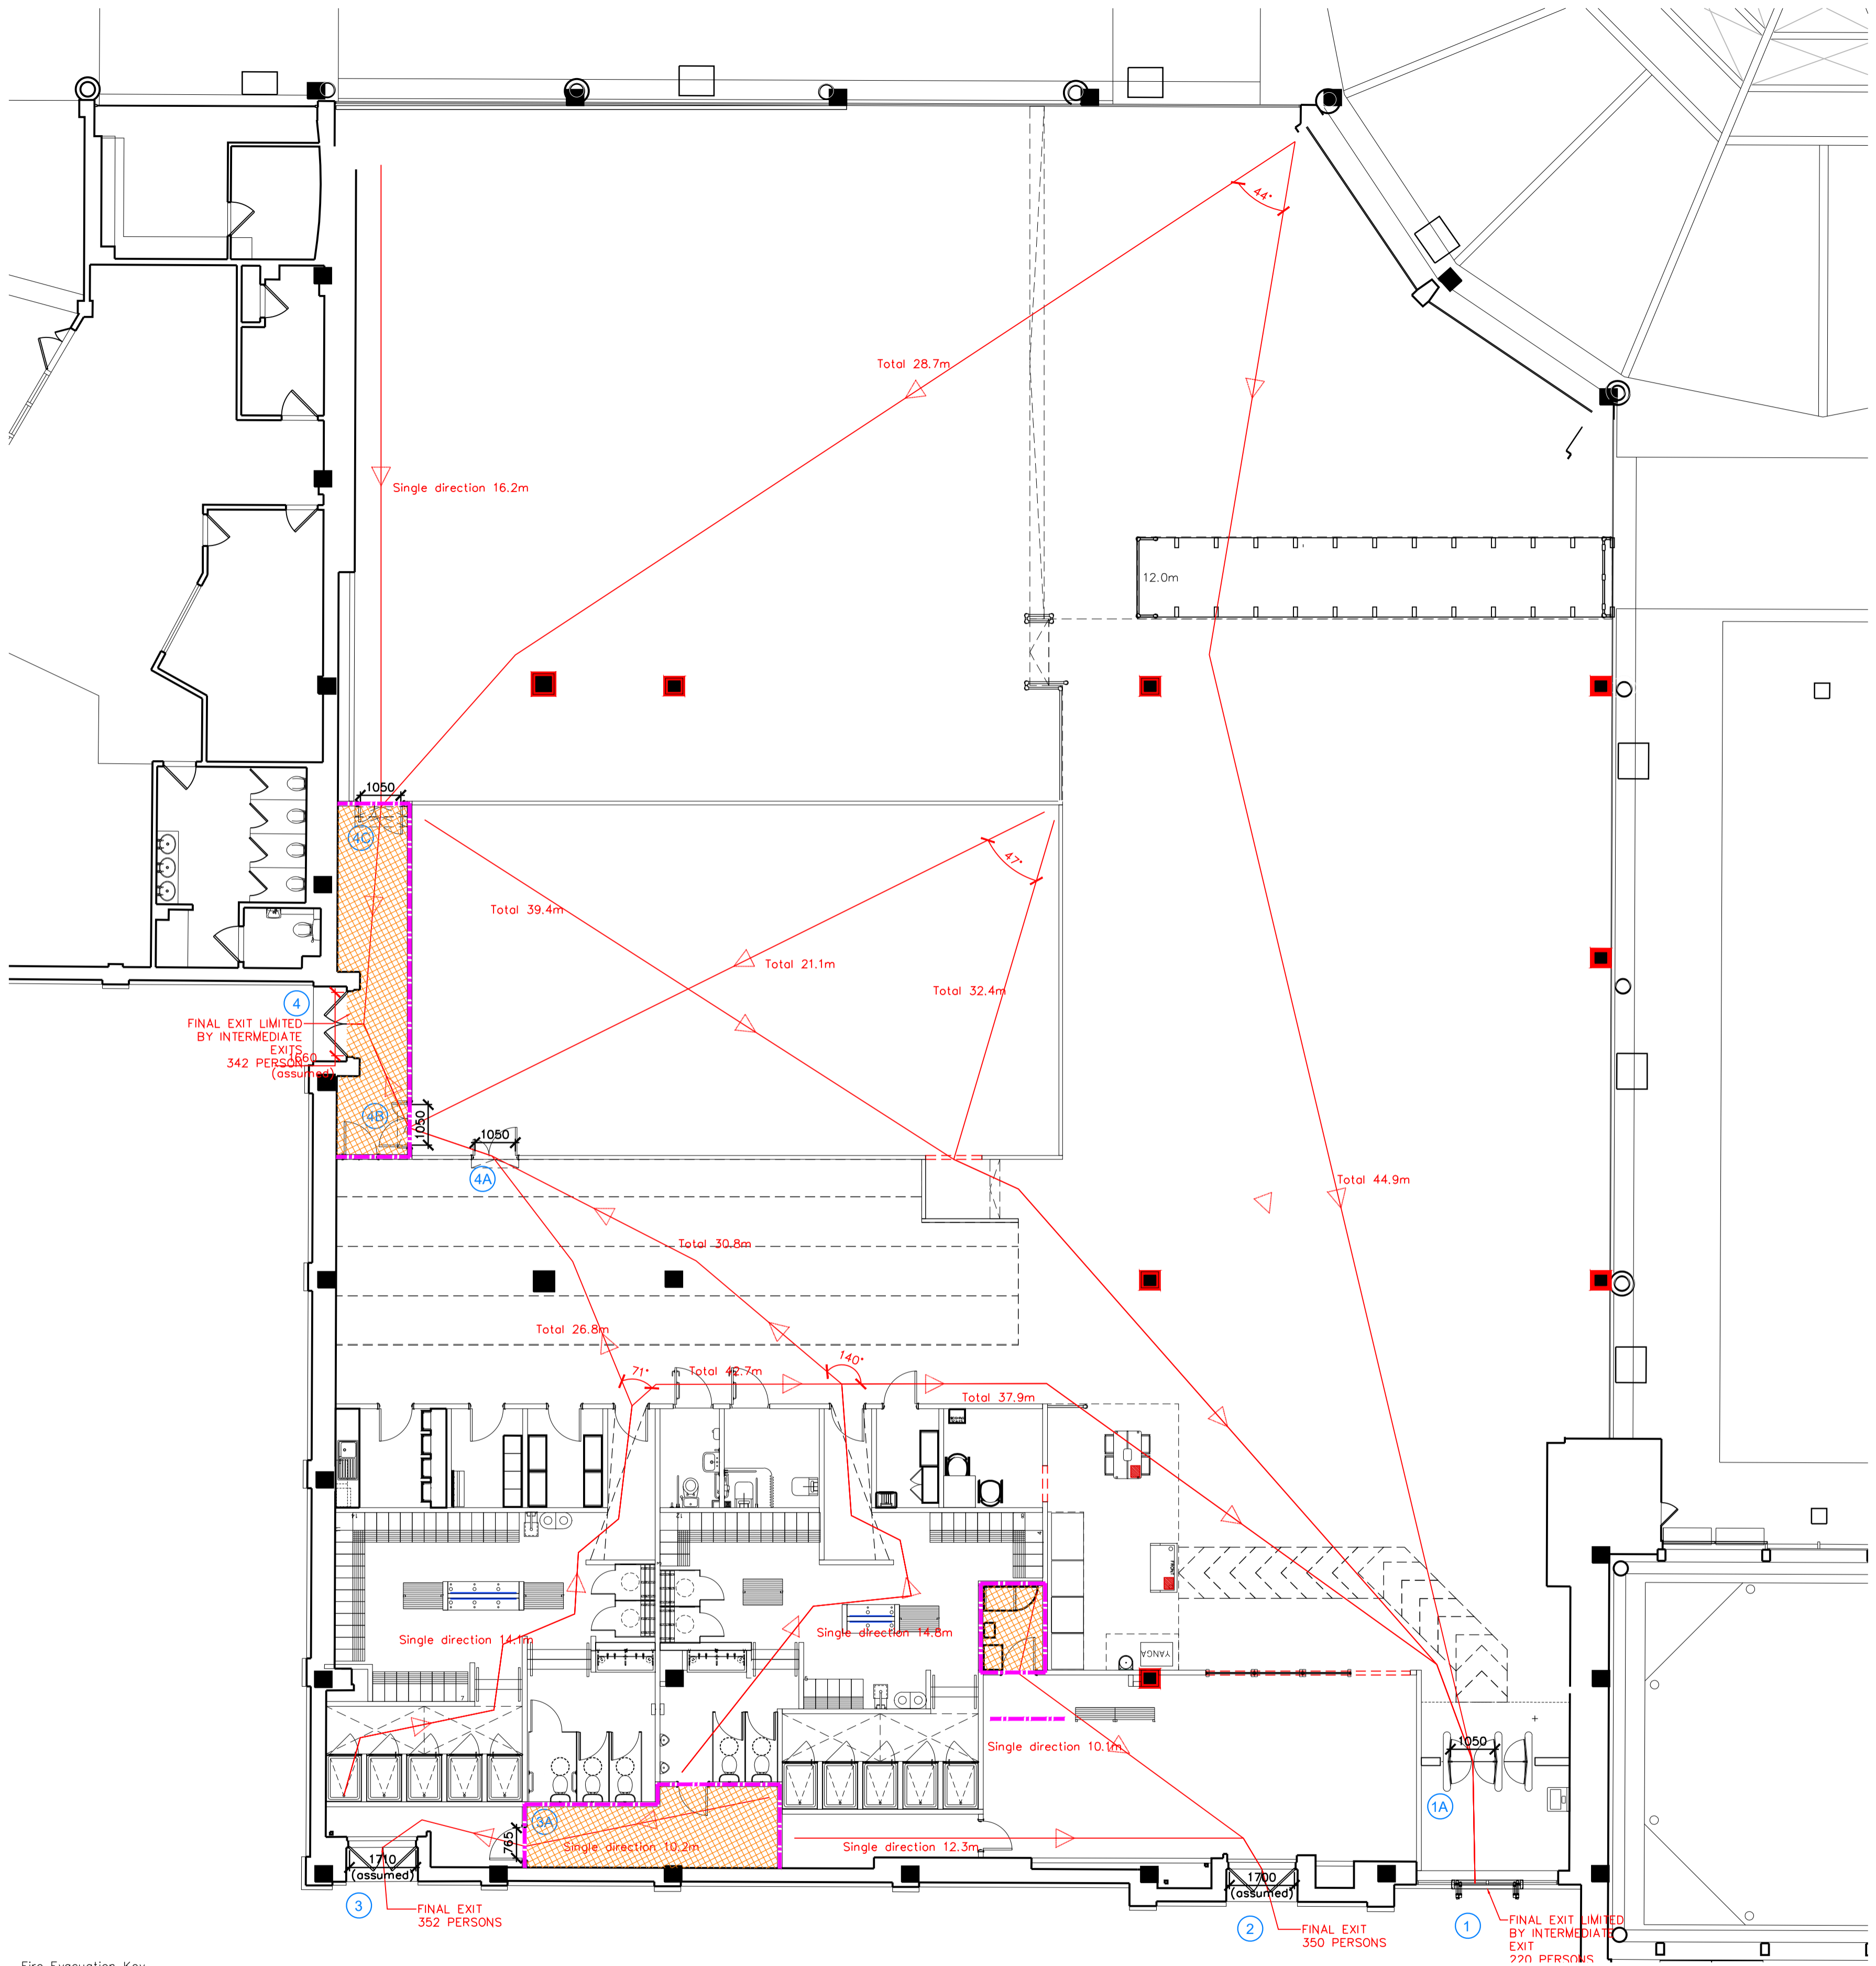 44°
Total 28.7m
Single direction 16.2m
12.0m
1050
4C
47°
Total 39.4m
Total 21.1m
Total 32.4m
4
FINAL EXIT LIMITED
BY INTERMEDIATE
EXITS
342 PERSON
1660
(assumed)
4B
1050
1050
4A
Total 44.9m
Total 30.8m
Total 26.8m
71°
Total 42.7m
140°
Total 37.9m
Single direction 14.1m
Single direction 14.8m
YANGA
Single direction 10.1m
1050
1A
3A
765
Single direction 10.2m
Single direction 12.3m
1710
(assumed)
1700
(assumed)
3
FINAL EXIT
352 PERSONS
2
FINAL EXIT
350 PERSONS
1
FINAL EXIT LIMITED
BY INTERMEDIATE
EXIT
220 PERSONS
Fire Evacuation Key